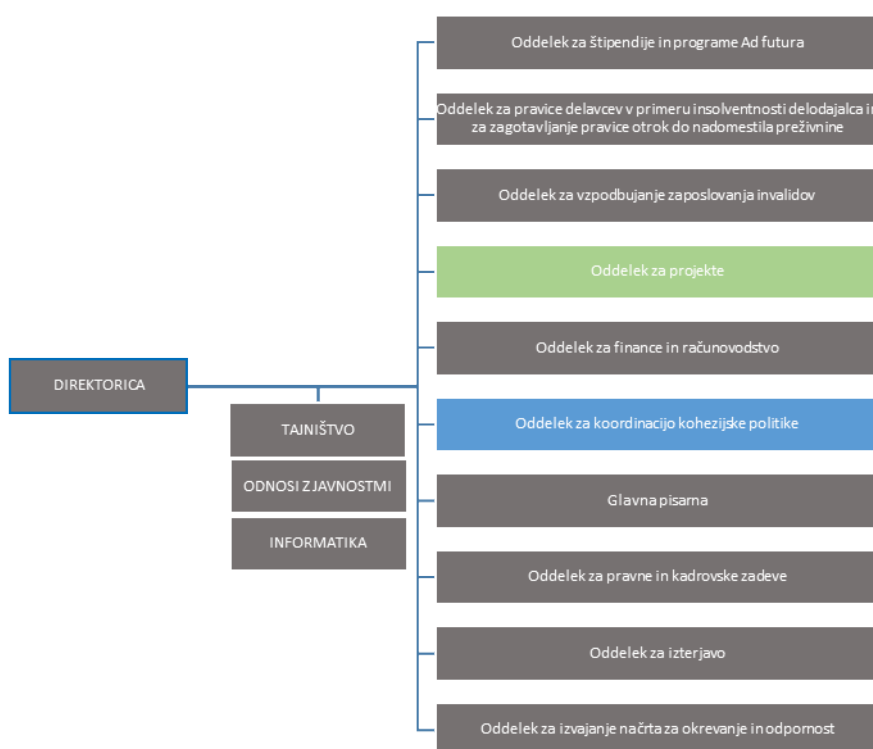 Oddelek za štipendije in programe Ad futura
Oddelek za pravice delavcev v primeru insolventnosti delodajalca in
za zagotavljanje pravice otrok do nadomestila preživnine
Oddelek za vzpodbujanje zaposlovanja invalidov
Oddelek za projekte
Oddelek za finance in računovodstvo
DIREKTORICA
TAJNIŠTVO
ODNOSI Z JAVNOSTMI
INFORMATIKA
Oddelek za koordinacijo kohezijske politike
Glavna pisarna
Oddelek za pravne in kadrovske zadeve
Oddelek za izterjavo
Oddelek za izvajanje načrta za okrevanje in odpornost